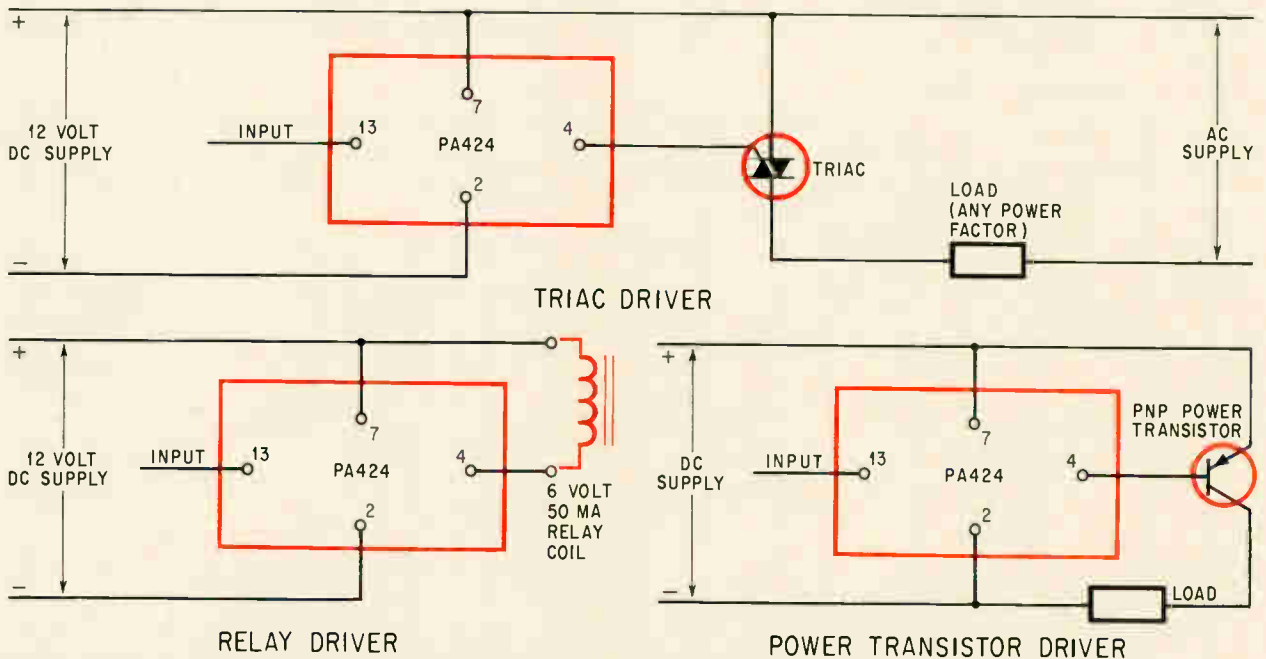 +
12 VOLT
DC SUPPLY
−
INPUT
13
7
PA424
4
2
TRIAC
LOAD
(ANY POWER
FACTOR)
AC
SUPPLY
TRIAC DRIVER
+
12 VOLT
DC SUPPLY
−
INPUT
13
7
PA424
4
2
6 VOLT
50 MA
RELAY
COIL
RELAY DRIVER
+
DC
SUPPLY
−
INPUT
13
7
PA424
4
2
PNP POWER
TRANSISTOR
LOAD
POWER TRANSISTOR DRIVER